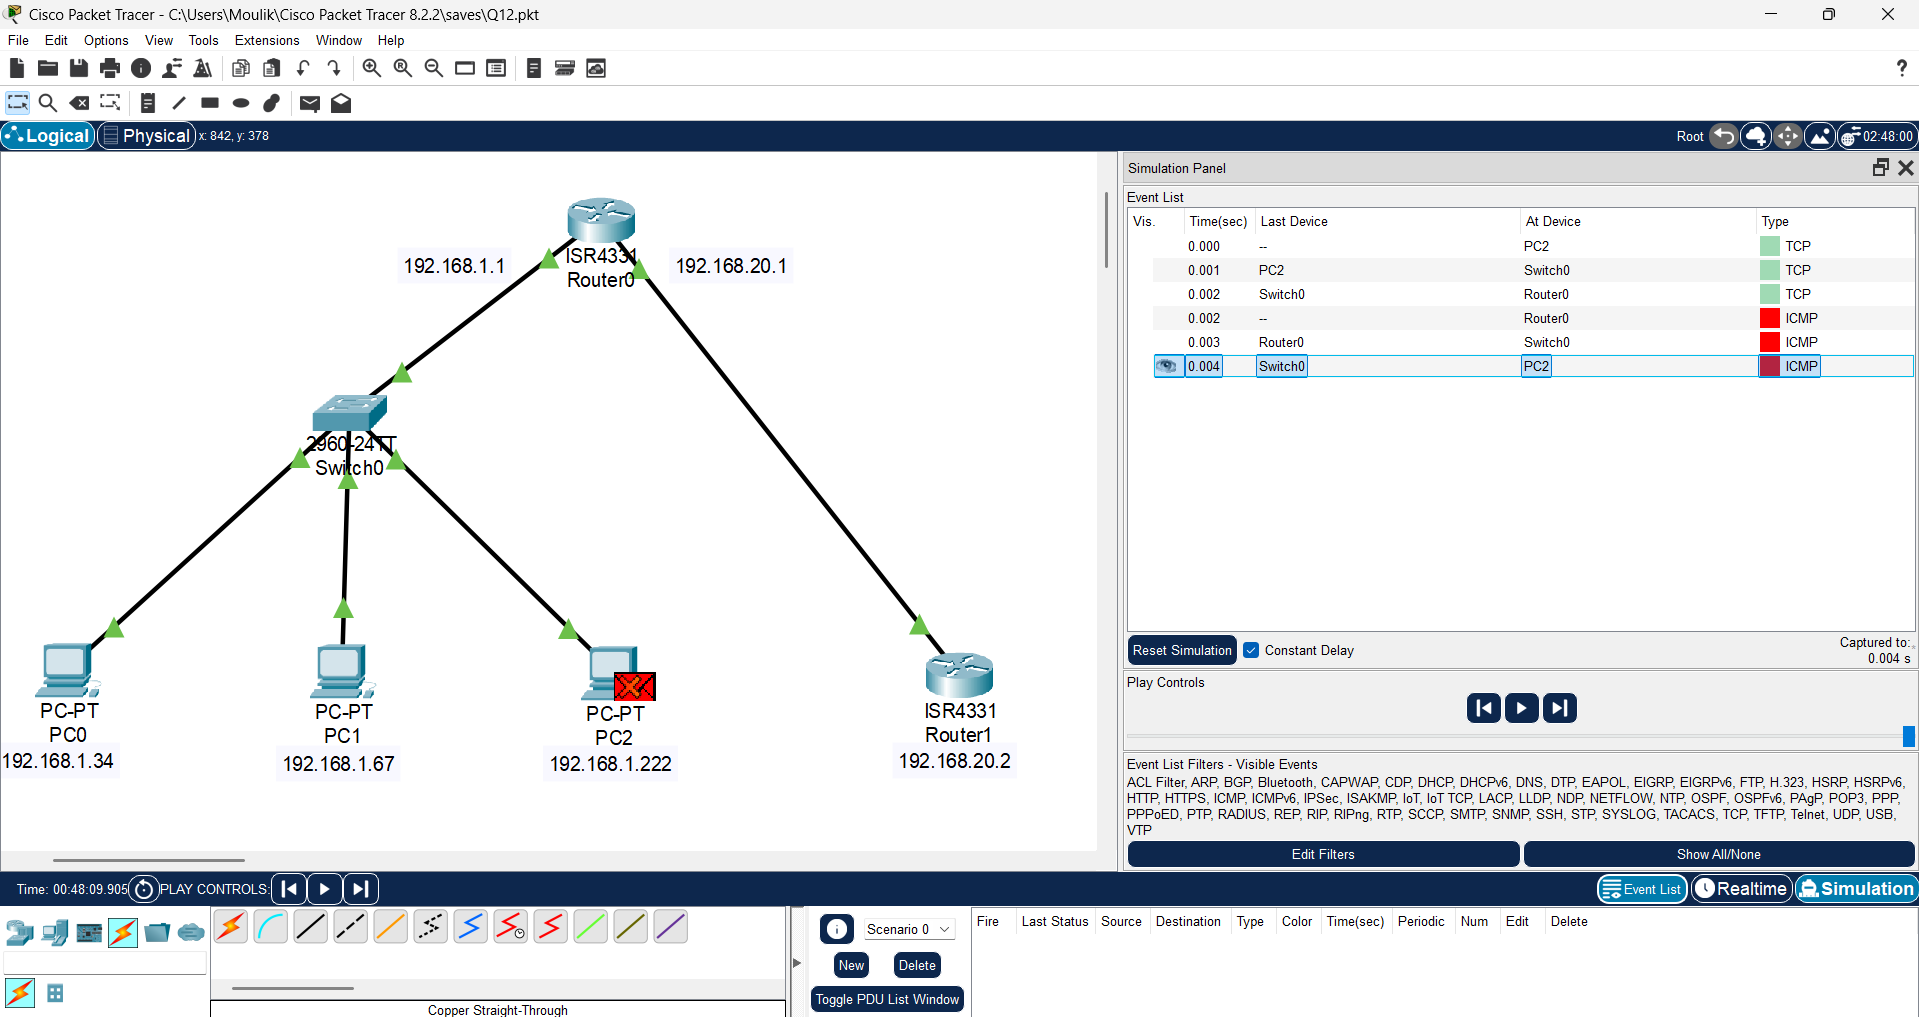 Cisco Packet Tracer - C:\Users\Moulik\Cisco Packet Tracer 8.2.2\saves\Q12.pkt
File Edit Options View Tools Extensions Window Help
?
Logical Physical x: 842, y: 378
Root 02:48:00
192.168.1.1
ISR4331
Router0
192.168.20.1
2960-24TT
Switch0
PC-PT
PC0
192.168.1.34
PC-PT
PC1
192.168.1.67
PC-PT
PC2
192.168.1.222
ISR4331
Router1
192.168.20.2
Simulation Panel
Event List
Vis. Time(sec) Last Device At Device Type
0.000 -- PC2 TCP
0.001 PC2 Switch0 TCP
0.002 Switch0 Router0 TCP
0.002 -- Router0 ICMP
0.003 Router0 Switch0 ICMP
0.004 Switch0 PC2 ICMP
Reset Simulation Constant Delay
Captured to:
0.004 s
Play Controls
Event List Filters - Visible Events
ACL Filter, ARP, BGP, Bluetooth, CAPWAP, CDP, DHCP, DHCPv6, DNS, DTP, EAPOL, EIGRP, EIGRPv6, FTP, H.323, HSRP, HSRPv6,
HTTP, HTTPS, ICMP, ICMPv6, IPSec, ISAKMP, IoT, IoT TCP, LACP, LLDP, NDP, NETFLOW, NTP, OSPF, OSPFv6, PAgP, POP3, PPP,
PPPoED, PTP, RADIUS, REP, RIP, RIPng, RTP, SCCP, SMTP, SNMP, SSH, STP, SYSLOG, TACACS, TCP, TFTP, Telnet, UDP, USB,
VTP
Edit Filters Show All/None
Time: 00:48:09.905 PLAY CONTROLS:
Event List Realtime Simulation
Scenario 0
New Delete
Toggle PDU List Window
Fire Last Status Source Destination Type Color Time(sec) Periodic Num Edit Delete
Copper Straight-Through